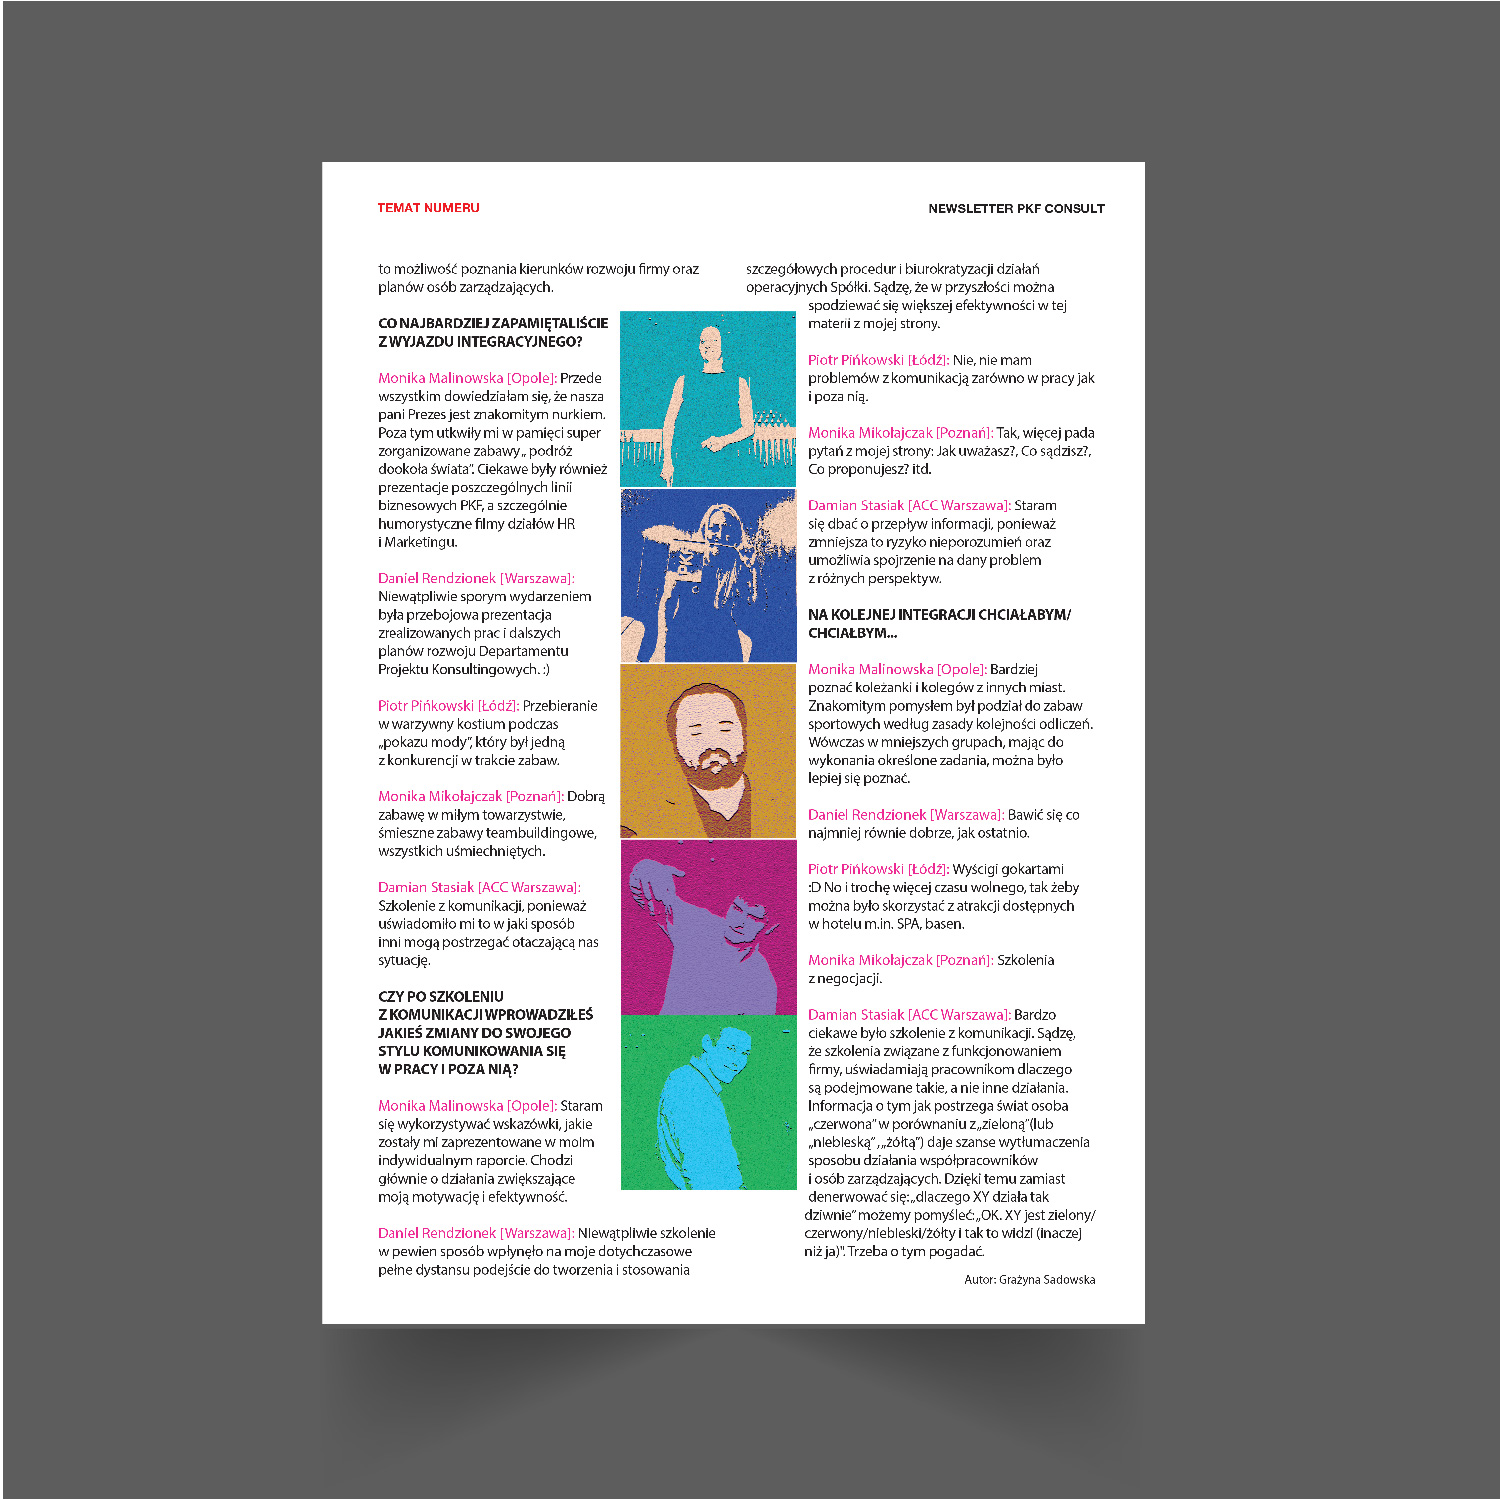 TEMAT NUMERU
NEWSLETTER PKF CONSULT
to możliwość poznania kierunków rozwoju firmy oraz
planów osób zarządzających.
CO NAJBARDZIEJ ZAPAMIĘTALIŚCIE
Z WYJAZDU INTEGRACYJNEGO?
Monika Malinowska [Opole]: Przede
wszystkim dowiedziałam się, że nasza
pani Prezes jest znakomitym nurkiem.
Poza tym utkwiły mi w pamięci super
zorganizowane zabawy „ podróż
dookoła świata”. Ciekawe były również
prezentacje poszczególnych linii
biznesowych PKF, a szczególnie
humorystyczne filmy działów HR
i Marketingu.
Daniel Rendzionek [Warszawa]:
Niewątpliwie sporym wydarzeniem
była przebojowa prezentacja
zrealizowanych prac i dalszych
planów rozwoju Departamentu
Projektu Konsultingowych. :)
Piotr Pińkowski [Łódź]: Przebieranie
w warzywny kostium podczas
„pokazu mody”, który był jedną
z konkurencji w trakcie zabaw.
Monika Mikołajczak [Poznań]: Dobrą
zabawę w miłym towarzystwie,
śmieszne zabawy teambuildingowe,
wszystkich uśmiechniętych.
Damian Stasiak [ACC Warszawa]:
Szkolenie z komunikacji, ponieważ
uświadomiło mi to w jaki sposób
inni mogą postrzegać otaczającą nas
sytuację.
CZY PO SZKOLENIU
Z KOMUNIKACJI WPROWADZIŁEŚ
JAKIEŚ ZMIANY DO SWOJEGO
STYLU KOMUNIKOWANIA SIĘ
W PRACY I POZA NIĄ?
Monika Malinowska [Opole]: Staram
się wykorzystywać wskazówki, jakie
zostały mi zaprezentowane w moim
indywidualnym raporcie. Chodzi
głównie o działania zwiększające
moją motywację i efektywność.
Daniel Rendzionek [Warszawa]: Niewątpliwie szkolenie
w pewien sposób wpłynęło na moje dotychczasowe
pełne dystansu podejście do tworzenia i stosowania
szczegółowych procedur i biurokratyzacji działań
operacyjnych Spółki. Sądzę, że w przyszłości można
spodziewać się większej efektywności w tej
materii z mojej strony.
Piotr Pińkowski [Łódź]: Nie, nie mam
problemów z komunikacją zarówno w pracy jak
i poza nią.
Monika Mikołajczak [Poznań]: Tak, więcej pada
pytań z mojej strony: Jak uważasz?, Co sądzisz?,
Co proponujesz? itd.
Damian Stasiak [ACC Warszawa]: Staram
się dbać o przepływ informacji, ponieważ
zmniejsza to ryzyko nieporozumień oraz
umożliwia spojrzenie na dany problem
z różnych perspektyw.
NA KOLEJNEJ INTEGRACJI CHCIAŁABYM/
CHCIAŁBYM...
Monika Malinowska [Opole]: Bardziej
poznać koleżanki i kolegów z innych miast.
Znakomitym pomysłem był podział do zabaw
sportowych według zasady kolejności odliczeń.
Wówczas w mniejszych grupach, mając do
wykonania określone zadania, można było
lepiej się poznać.
Daniel Rendzionek [Warszawa]: Bawić się co
najmniej równie dobrze, jak ostatnio.
Piotr Pińkowski [Łódź]: Wyścigi gokartami
:D No i trochę więcej czasu wolnego, tak żeby
można było skorzystać z atrakcji dostępnych
w hotelu m.in. SPA, basen.
Monika Mikołajczak [Poznań]: Szkolenia
z negocjacji.
Damian Stasiak [ACC Warszawa]: Bardzo
ciekawe było szkolenie z komunikacji. Sądzę,
że szkolenia związane z funkcjonowaniem
firmy, uświadamiają pracownikom dlaczego
są podejmowane takie, a nie inne działania.
Informacja o tym jak postrzega świat osoba
„czerwona” w porównaniu z „zieloną”(lub
„niebleską” , „żółtą”) daje szanse wytłumaczenia
sposobu działania współpracowników
i osób zarządzających. Dzięki temu zamiast
denerwować się: „dlaczego XY działa tak
dziwnie” możemy pomyśleć: „OK. XY jest zielony/
czerwony/niebleski/żółty i tak to widzi (inaczej
niż ja)”. Trzeba o tym pogadać.
Autor: Grażyna Sadowska
PKF